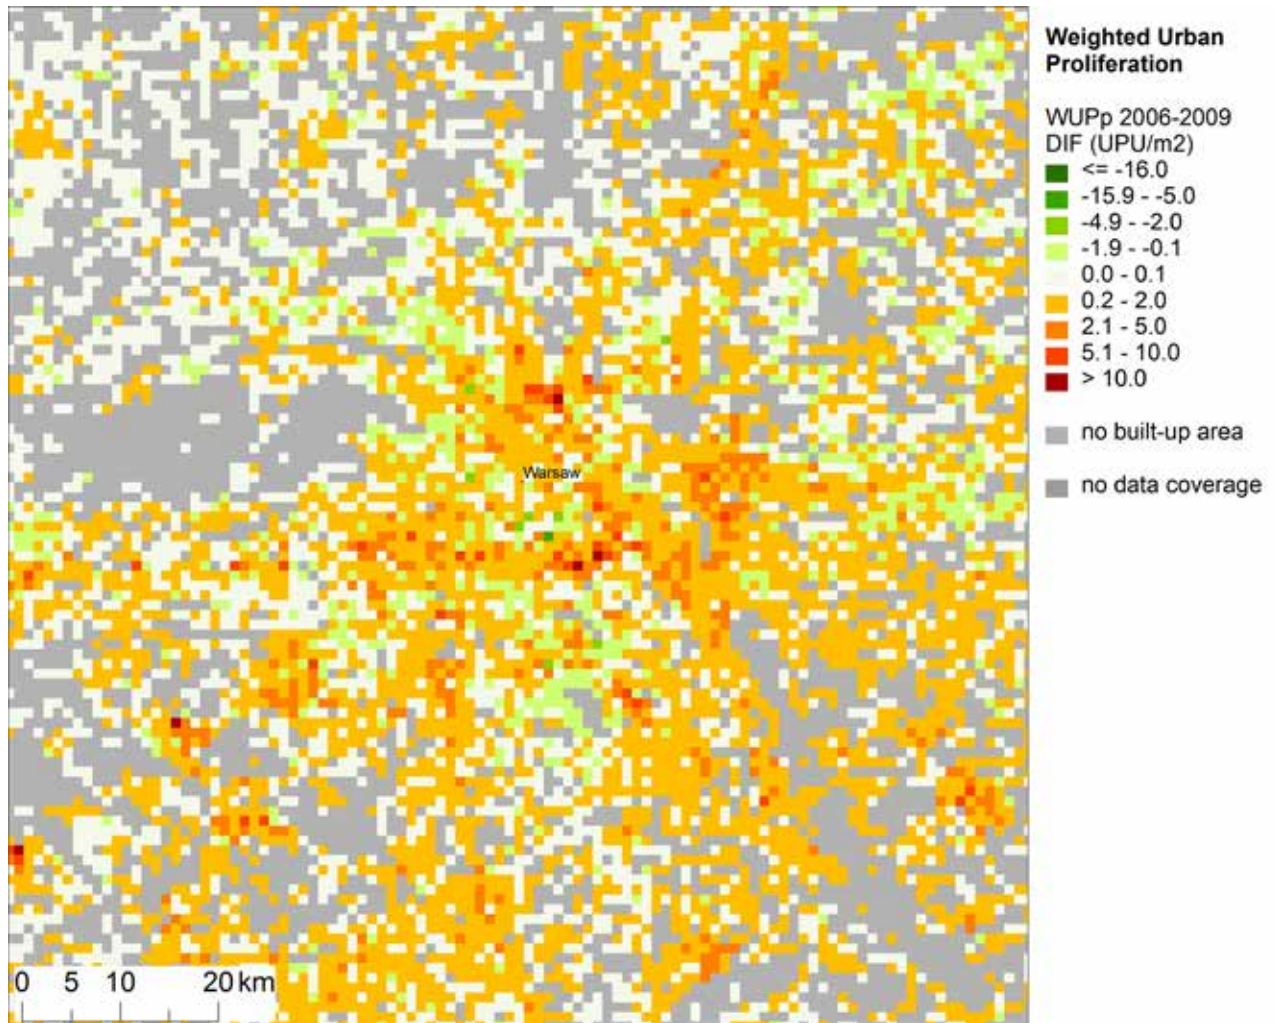 Weighted Urban
Proliferation
WUPp 2006-2009
DIF (UPU/m2)
<= -16.0
-15.9 - -5.0
-4.9 - -2.0
-1.9 - -0.1
0.0 - 0.1
0.2 - 2.0
2.1 - 5.0
5.1 - 10.0
> 10.0
no built-up area
no data coverage
Warsaw
0 5 10 20 km